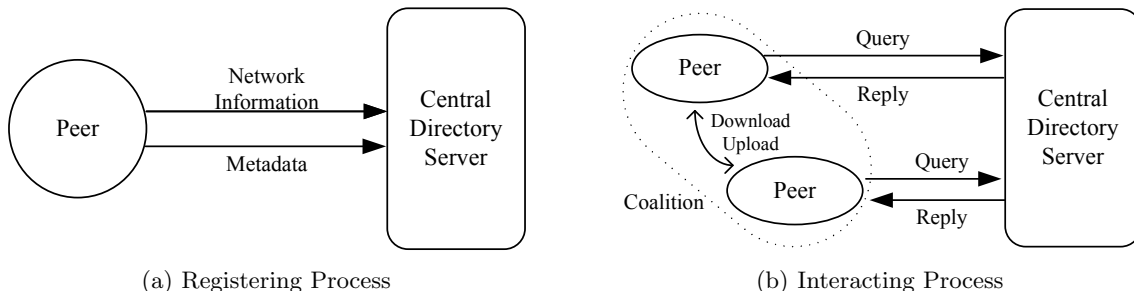 Peer
Network
Information
Metadata
Central
Directory
Server
(a) Registering Process
Peer
Query
Reply
Download
Upload
Coalition
Peer
Query
Reply
Central
Directory
Server
(b) Interacting Process